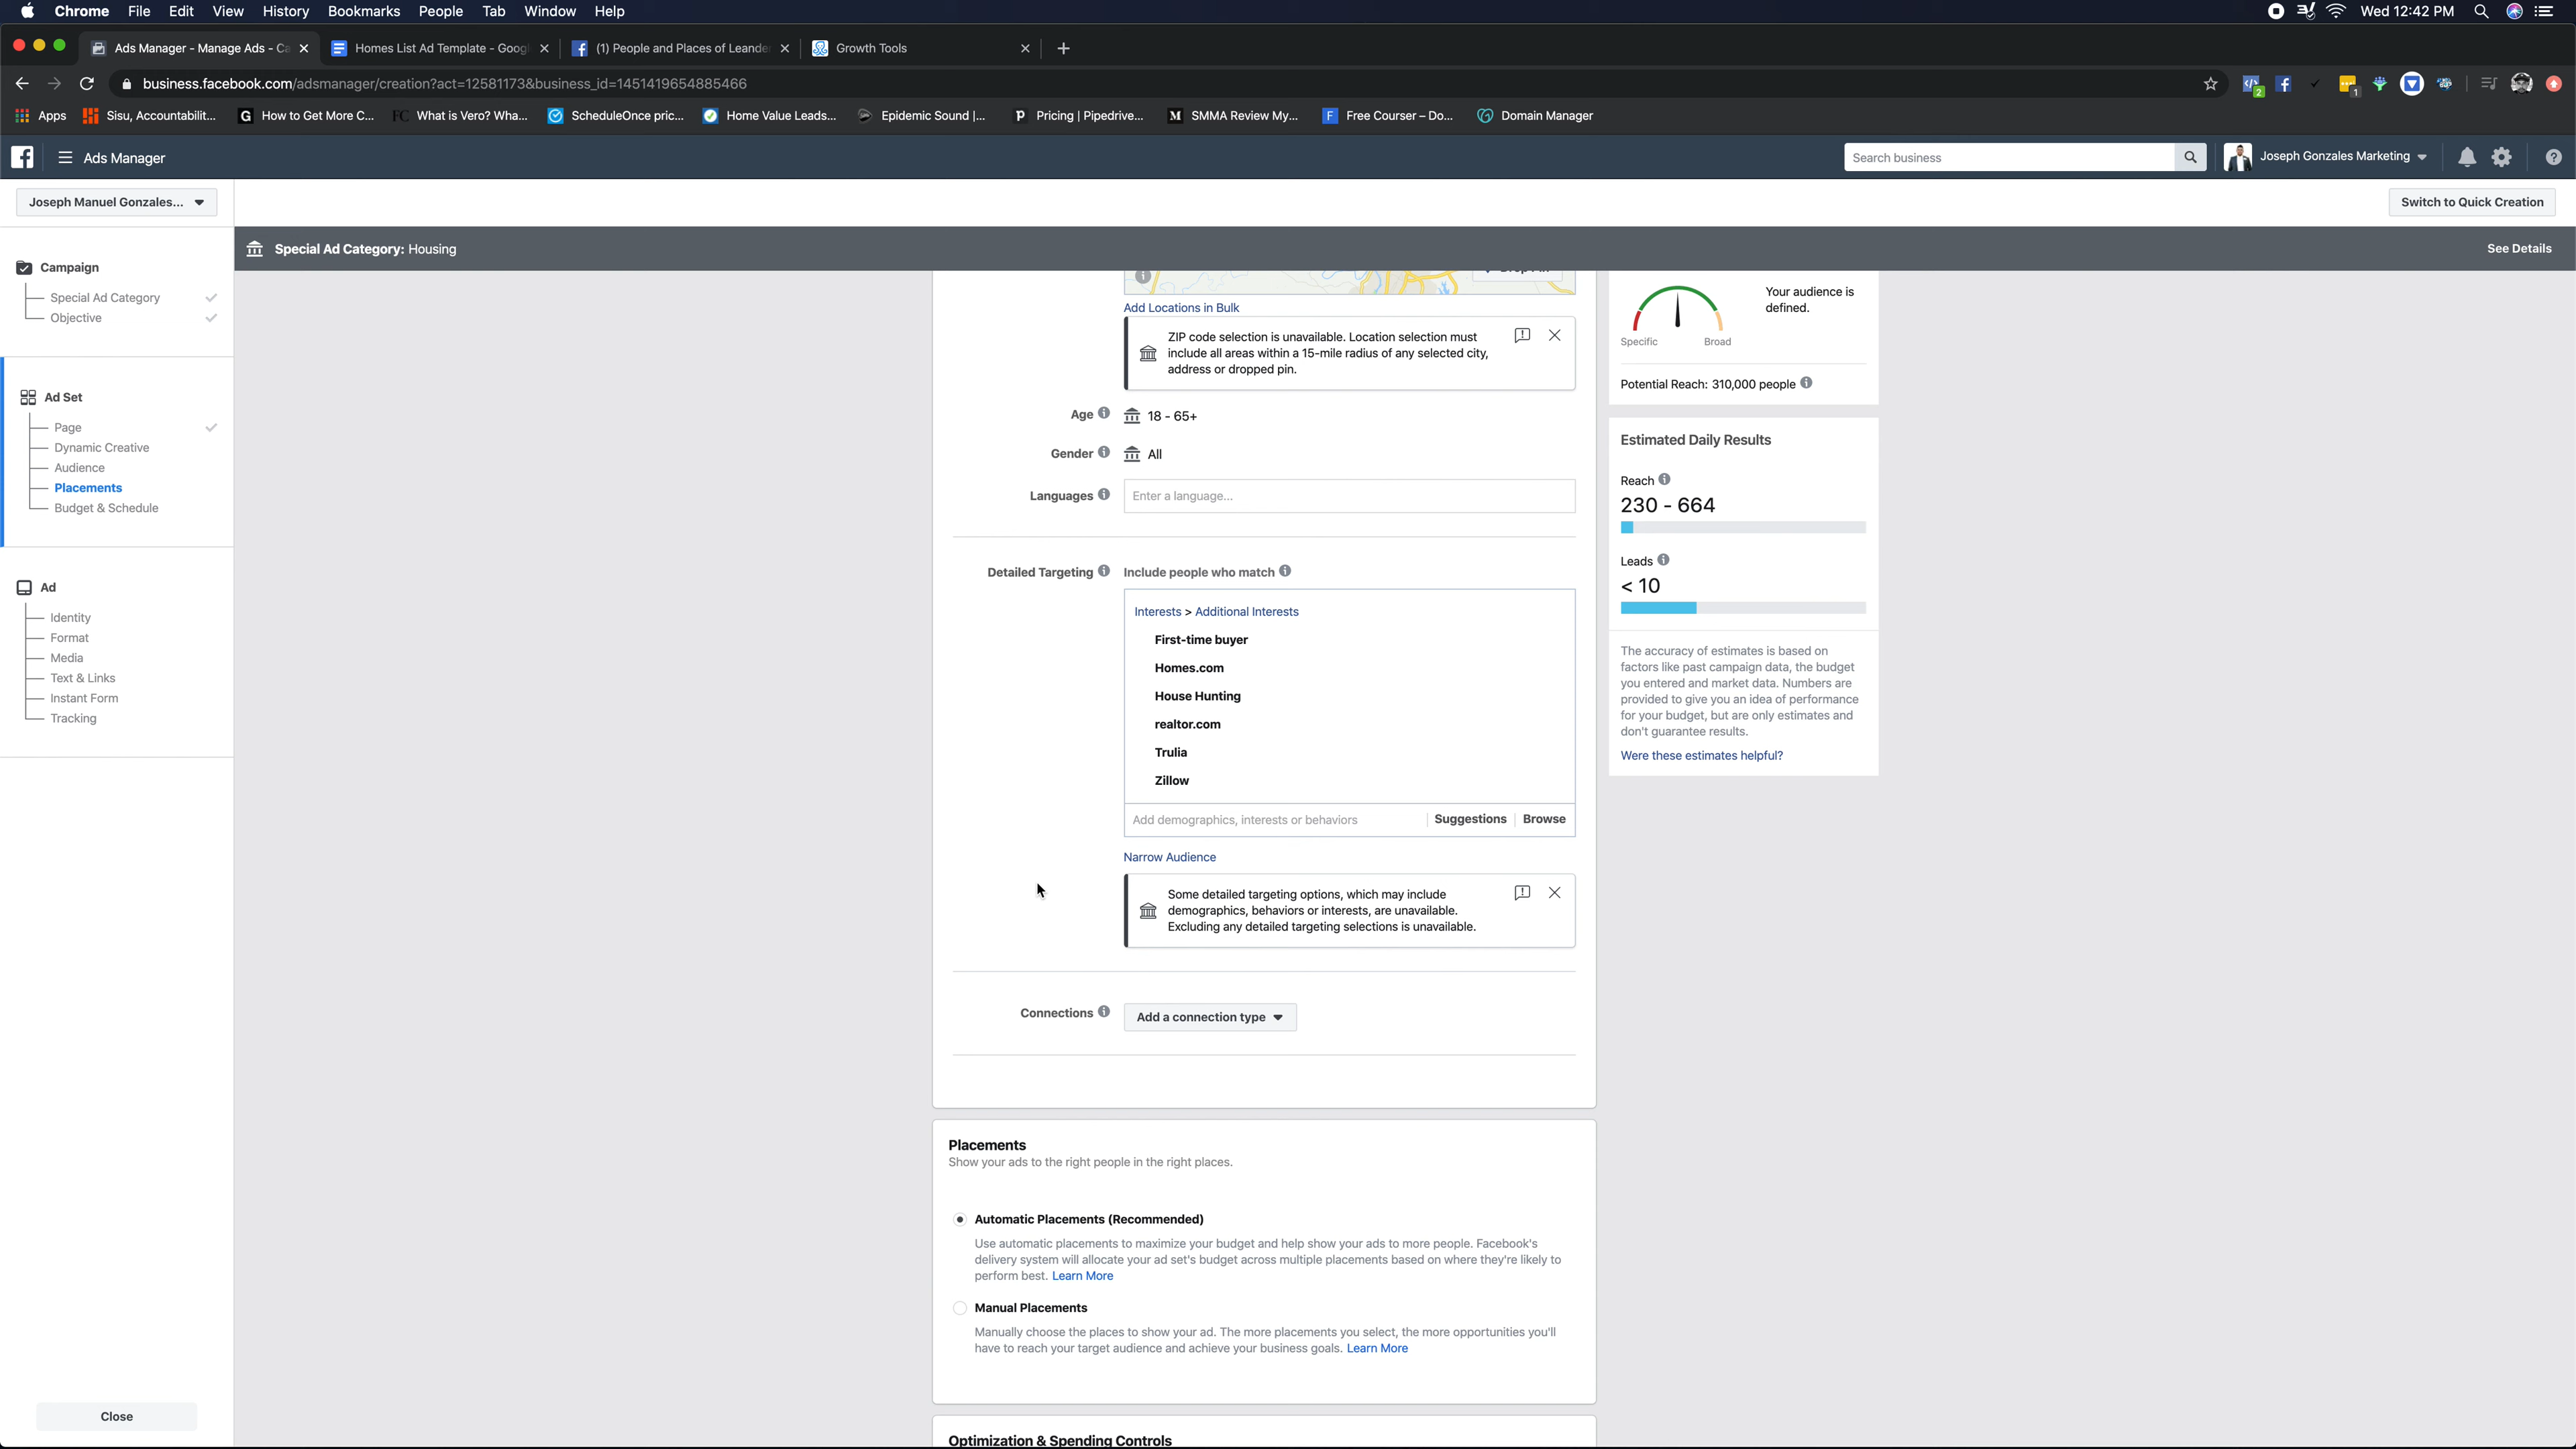 Chrome File Edit View History Bookmarks People Tab Window Help
Wed 12:42 PM
Ads Manager - Manage Ads - Ca
Homes List Ad Template - Googl
(1) People and Places of Leander
Growth Tools
business.facebook.com/adsmanager/creation?act=12581173&business_id=1451419654885466
2
1
Apps
Sisu, Accountabilit...
G
How to Get More C...
FC
What is Vero? Wha...
ScheduleOnce pric...
Home Value Leads...
Epidemic Sound |...
P
Pricing | Pipedrive...
M
SMMA Review My...
F
Free Courser – Do...
Domain Manager
Ads Manager
Search business
Joseph Gonzales Marketing
Joseph Manuel Gonzales...
Switch to Quick Creation
Special Ad Category: Housing
See Details
Campaign
Special Ad Category
Objective
Ad Set
Page
Dynamic Creative
Audience
Placements
Budget & Schedule
Ad
Identity
Format
Media
Text & Links
Instant Form
Tracking
Close
Add Locations in Bulk
ZIP code selection is unavailable. Location selection must
include all areas within a 15-mile radius of any selected city,
address or dropped pin.
Age
18 - 65+
Gender
All
Languages
Enter a language...
Detailed Targeting
Include people who match
Interests > Additional Interests
First-time buyer
Homes.com
House Hunting
realtor.com
Trulia
Zillow
Add demographics, interests or behaviors
Suggestions
Browse
Narrow Audience
Some detailed targeting options, which may include
demographics, behaviors or interests, are unavailable.
Excluding any detailed targeting selections is unavailable.
Connections
Add a connection type
Placements
Show your ads to the right people in the right places.
Automatic Placements (Recommended)
Use automatic placements to maximize your budget and help show your ads to more people. Facebook's
delivery system will allocate your ad set's budget across multiple placements based on where they're likely to
perform best. Learn More
Manual Placements
Manually choose the places to show your ad. The more placements you select, the more opportunities you'll
have to reach your target audience and achieve your business goals. Learn More
Optimization & Spending Controls
Your audience is
defined.
Specific
Broad
Potential Reach: 310,000 people
Estimated Daily Results
Reach
230 - 664
Leads
< 10
The accuracy of estimates is based on
factors like past campaign data, the budget
you entered and market data. Numbers are
provided to give you an idea of performance
for your budget, but are only estimates and
don't guarantee results.
Were these estimates helpful?